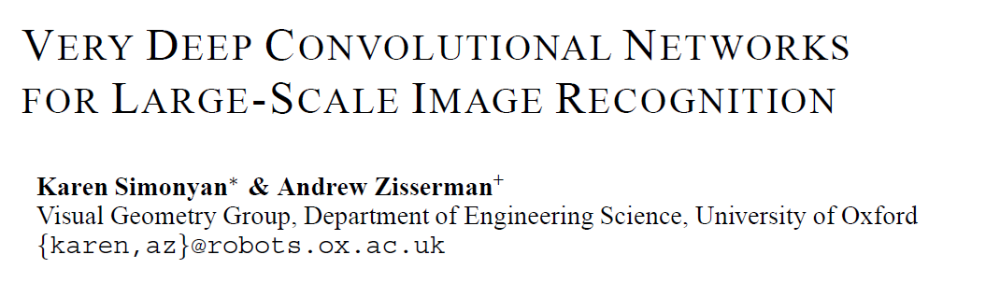 VERY DEEP CONVOLUTIONAL NETWORKS
FOR LARGE-SCALE IMAGE RECOGNITION
Karen Simonyan* & Andrew Zisserman+
Visual Geometry Group, Department of Engineering Science, University of Oxford
{karen,az}@robots.ox.ac.uk